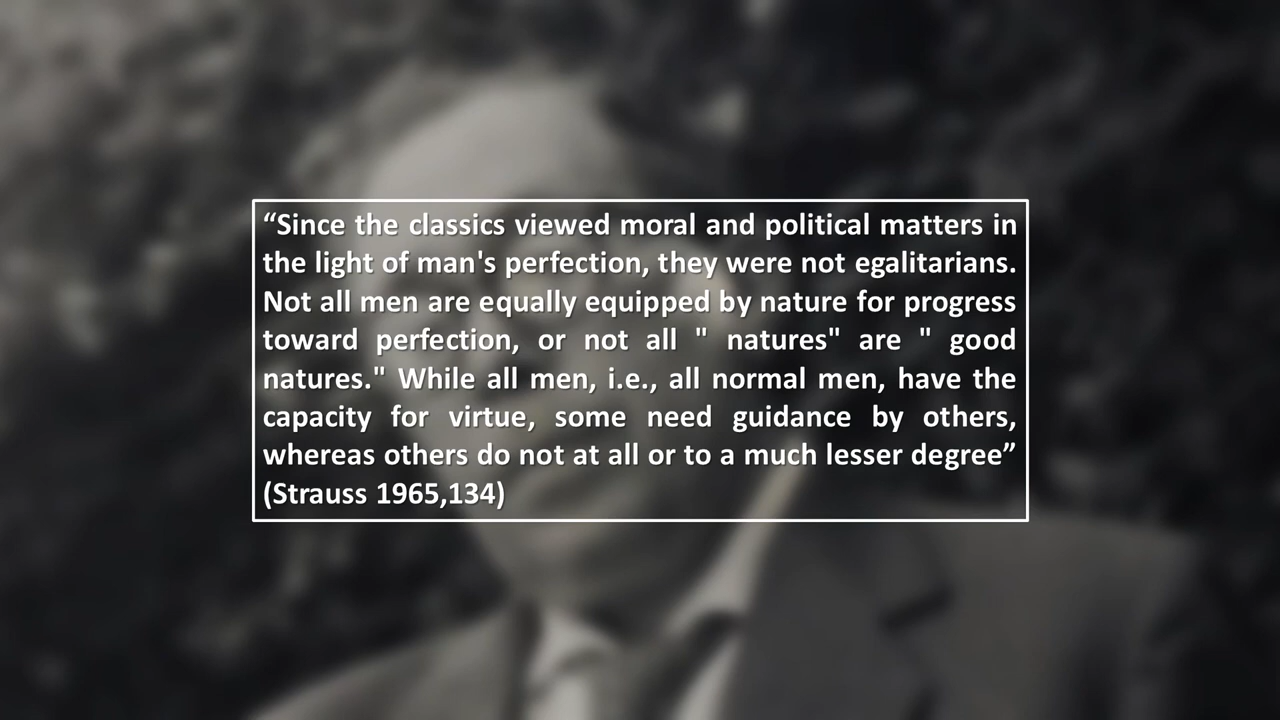 “Since the classics viewed moral and political matters in
the light of man's perfection, they were not egalitarians.
Not all men are equally equipped by nature for progress
toward perfection, or not all " natures" are " good
natures." While all men, i.e., all normal men, have the
capacity for virtue, some need guidance by others,
whereas others do not at all or to a much lesser degree”
(Strauss 1965,134)